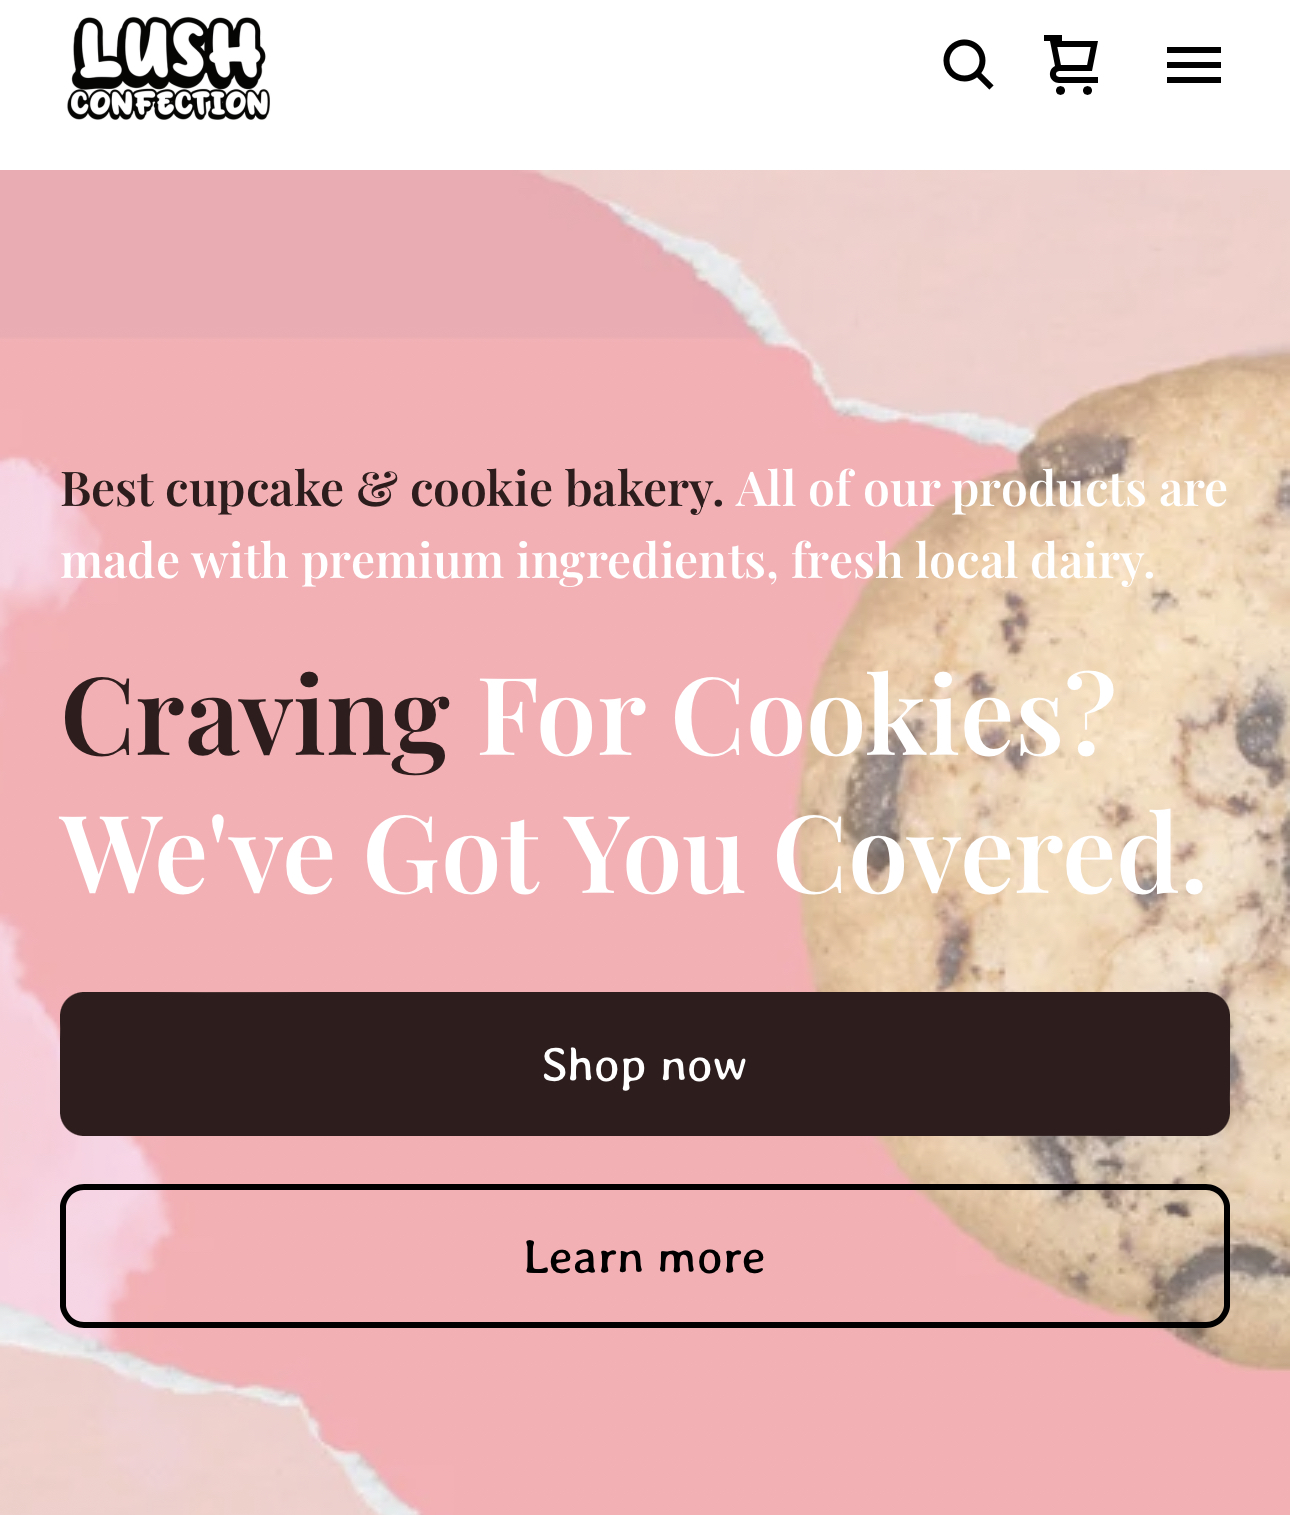 LUSH
CONFECTION
Best cupcake & cookie bakery. All of our products are
made with premium ingredients, fresh local dairy.
Craving For Cookies?
We've Got You Covered.
Shop now
Learn more